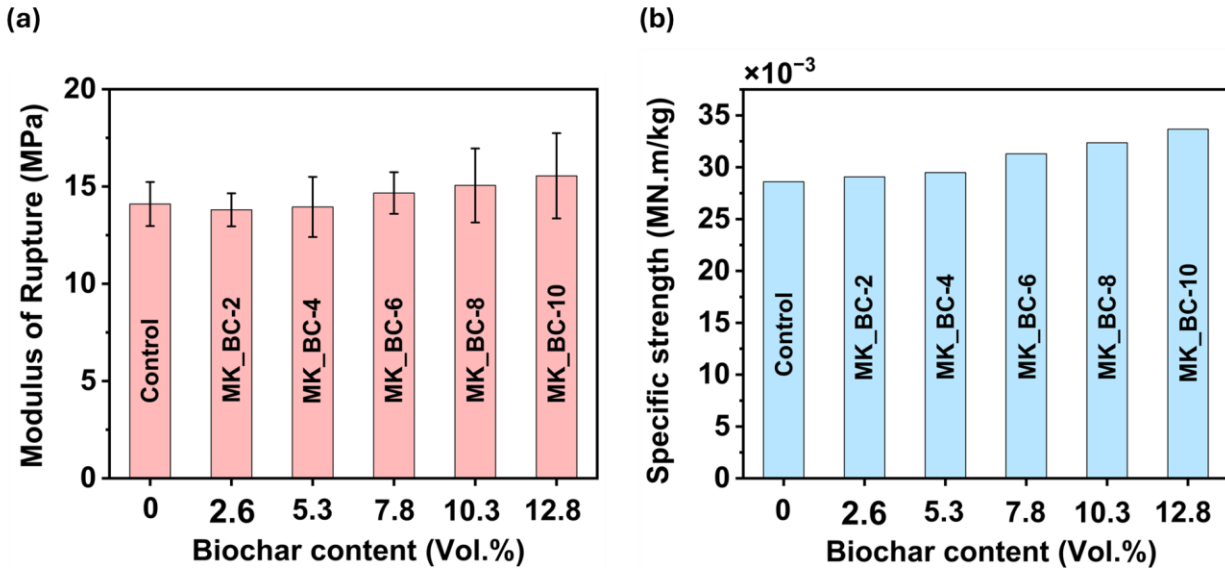 (a)
Modulus of Rupture (MPa)
20
15
10
5
0
Control
MK_BC-2
MK_BC-4
MK_BC-6
MK_BC-8
MK_BC-10
0 2.6 5.3 7.8 10.3 12.8
Biochar content (Vol.%)
(b)
×10⁻³
Specific strength (MN.m/kg)
35
30
25
20
15
10
5
0
Control
MK_BC-2
MK_BC-4
MK_BC-6
MK_BC-8
MK_BC-10
0 2.6 5.3 7.8 10.3 12.8
Biochar content (Vol.%)